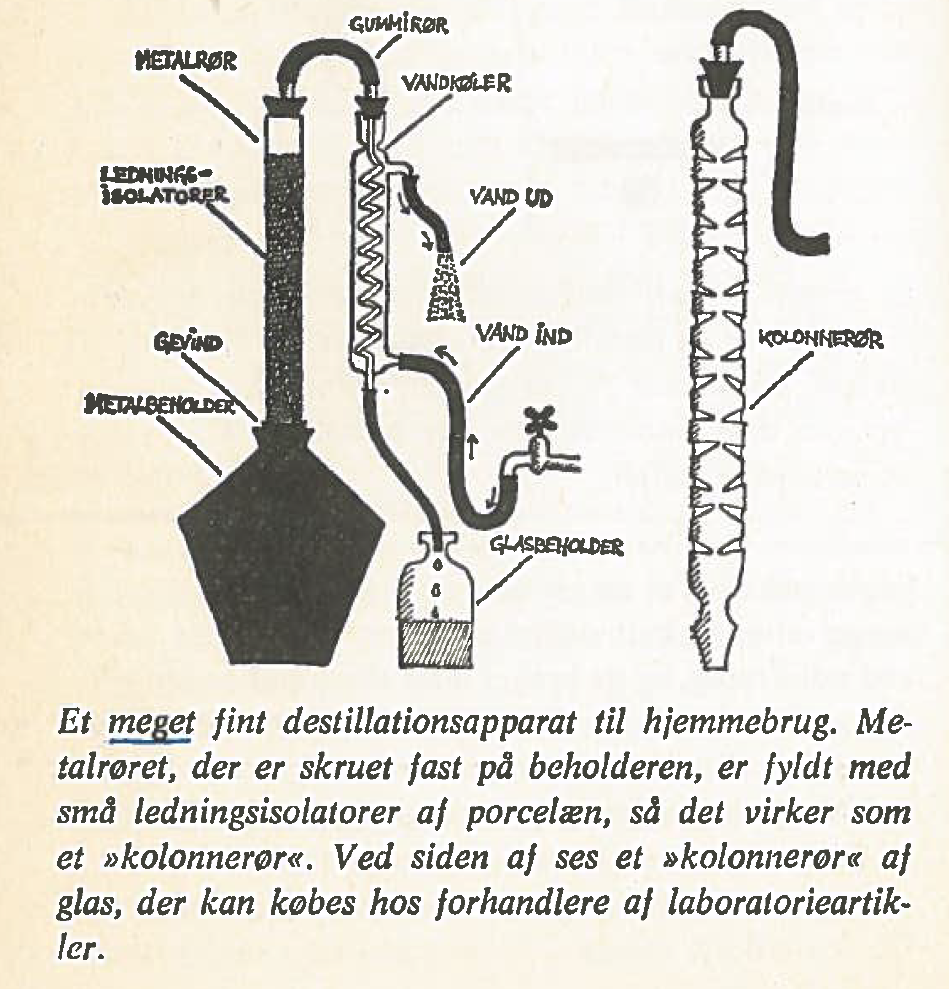 GUMMIRØR
METALRØR
VANDKØLER
LEDNINGS-
ISOLATORER
VAND UD
VAND IND
GEVIND
KOLONNERØR
METALBEHOLDER
GLASBEHOLDER
Et meget fint destillationsapparat til hjemmebrug. Me-
talrøret, der er skruet fast på beholderen, er fyldt med
små ledningsisolatorer af porcelæn, så det virker som
et »kolonnerør«. Ved siden af ses et »kolonnerør« af
glas, der kan købes hos forhandlere af laboratorieartik-
ler.